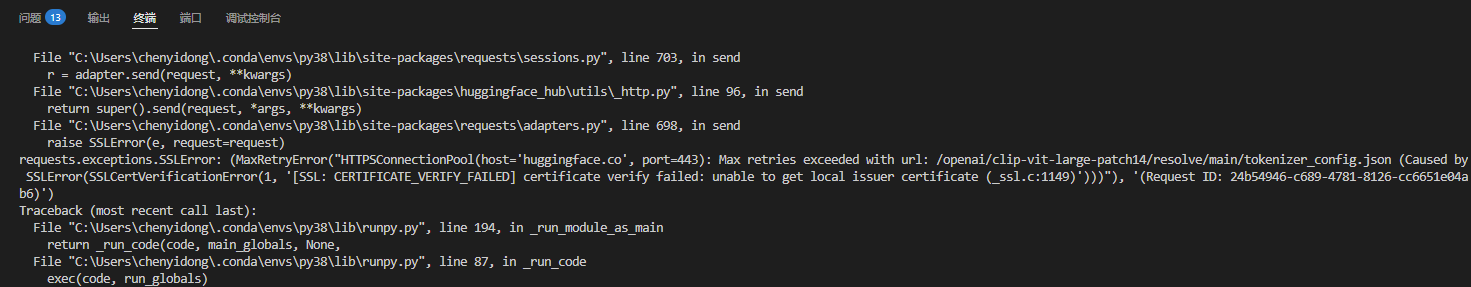 问题 13 输出 终端 端口 调试控制台
File "C:\Users\chenyidong\.conda\envs\py38\lib\site-packages\requests\sessions.py", line 703, in send
r = adapter.send(request, **kwargs)
File "C:\Users\chenyidong\.conda\envs\py38\lib\site-packages\huggingface_hub\utils\_http.py", line 96, in send
return super().send(request, *args, **kwargs)
File "C:\Users\chenyidong\.conda\envs\py38\lib\site-packages\requests\adapters.py", line 698, in send
raise SSLError(e, request=request)
requests.exceptions.SSLError: (MaxRetryError("HTTPSConnectionPool(host='huggingface.co', port=443): Max retries exceeded with url: /openai/clip-vit-large-patch14/resolve/main/tokenizer_config.json (Caused by
SSLError(SSLCertVerificationError(1, '[SSL: CERTIFICATE_VERIFY_FAILED] certificate verify failed: unable to get local issuer certificate (_ssl.c:1149)')))"), '(Request ID: 24b54946-c689-4781-8126-cc6651e04a
b6)')
Traceback (most recent call last):
File "C:\Users\chenyidong\.conda\envs\py38\lib\runpy.py", line 194, in _run_module_as_main
return _run_code(code, main_globals, None,
File "C:\Users\chenyidong\.conda\envs\py38\lib\runpy.py", line 87, in _run_code
exec(code, run_globals)